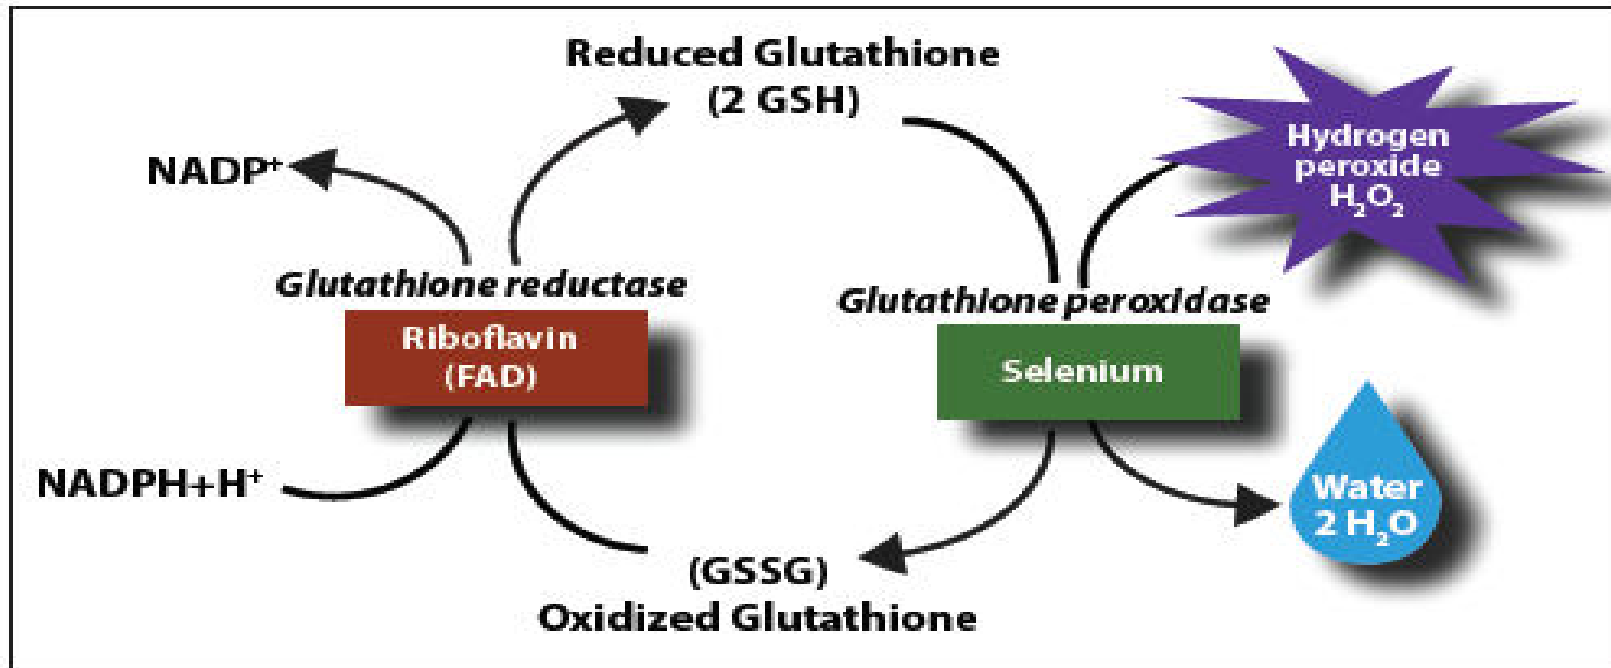 Reduced Glutathione
(2 GSH)
NADP⁺
Hydrogen
peroxide
H₂O₂
Glutathione reductase
Riboflavin
(FAD)
Glutathione peroxidase
Selenium
NADPH+H⁺
Water
2 H₂O
(GSSG)
Oxidized Glutathione